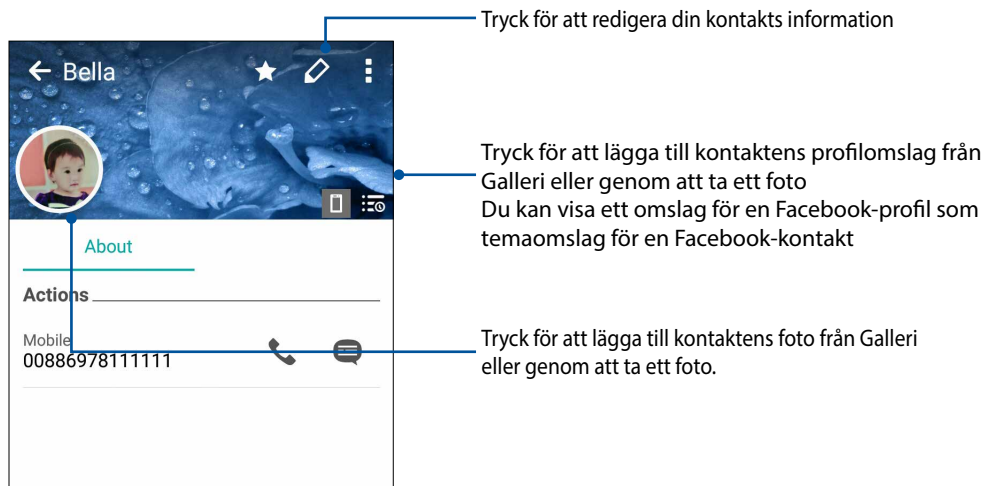 Tryck för att redigera din kontakts information
Bella
Tryck för att lägga till kontaktens profilomslag från
Galleri eller genom att ta ett foto
Du kan visa ett omslag för en Facebook-profil som
temaomslag för en Facebook-kontakt
About
Actions
Mobile
00886978111111
Tryck för att lägga till kontaktens foto från Galleri
eller genom att ta ett foto.